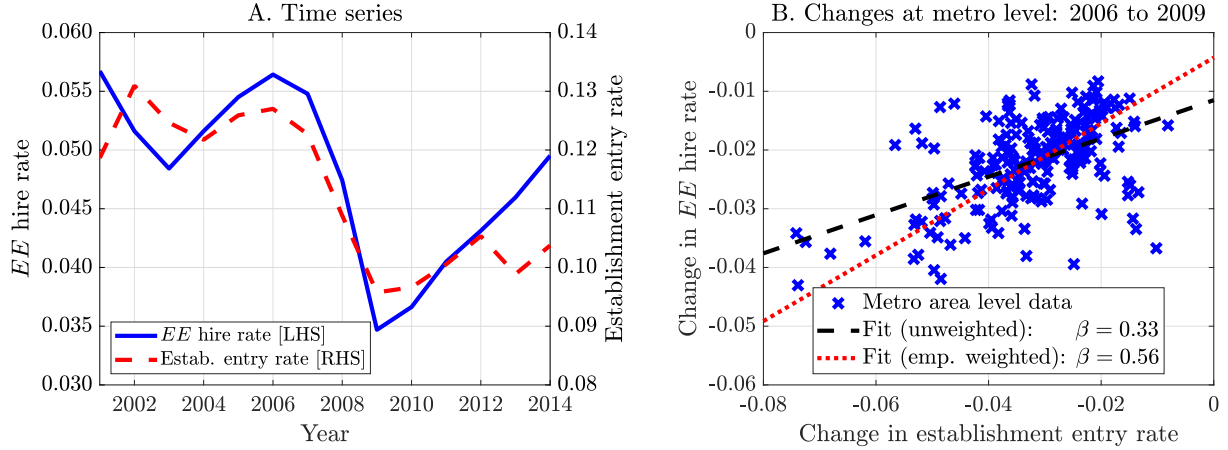 A. Time series
0.060
0.055
0.050
0.045
0.040
0.035
0.030
EE hire rate
0.14
0.13
0.12
0.11
0.10
0.09
0.08
Establishment entry rate
EE hire rate [LHS]
Estab. entry rate [RHS]
2002 2004 2006 2008 2010 2012 2014
Year
B. Changes at metro level: 2006 to 2009
0
-0.01
-0.02
-0.03
-0.04
-0.05
-0.06
Change in EE hire rate
Metro area level data
Fit (unweighted): β = 0.33
Fit (emp. weighted): β = 0.56
-0.08 -0.06 -0.04 -0.02 0
Change in establishment entry rate